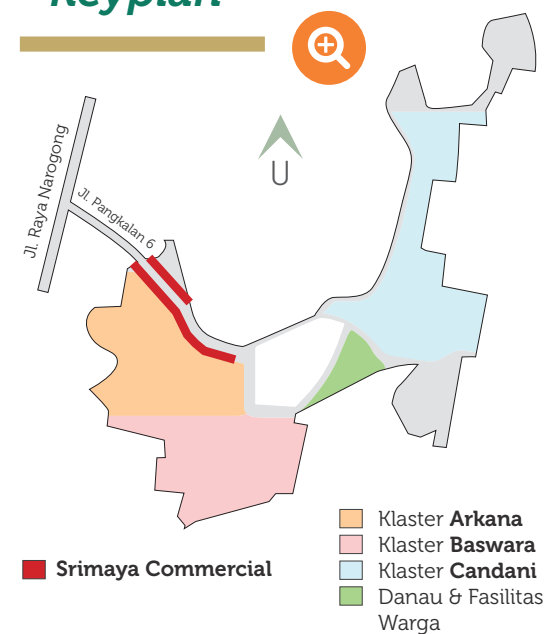 Keyplan
Jl. Raya Narogong
Jl. Pangkalan 6
U
Klaster Arkana
Klaster Baswara
Klaster Candani
Danau & Fasilitas
Warga
Srimaya Commercial